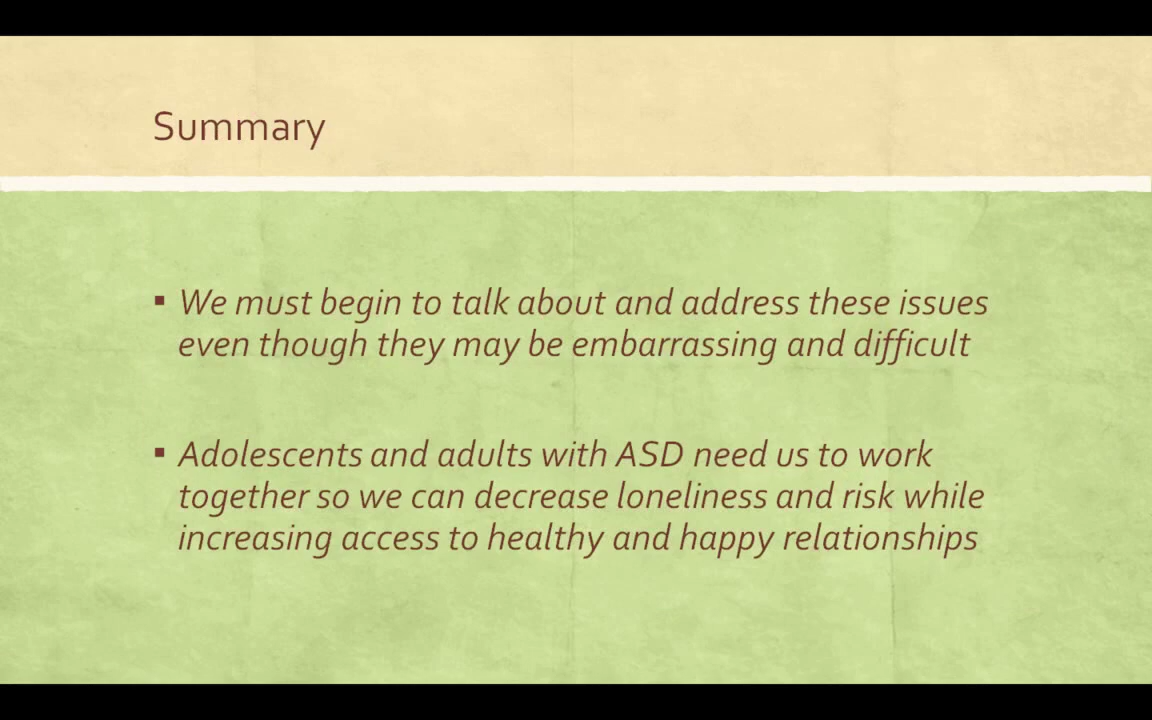 Summary
▪ We must begin to talk about and address these issues
even though they may be embarrassing and difficult
▪ Adolescents and adults with ASD need us to work
together so we can decrease loneliness and risk while
increasing access to healthy and happy relationships